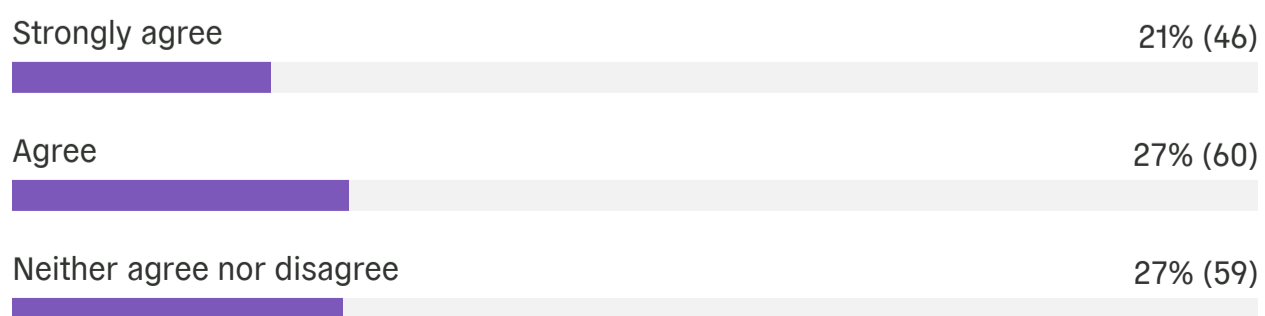 Strongly agree 21% (46)
Agree 27% (60)
Neither agree nor disagree 27% (59)